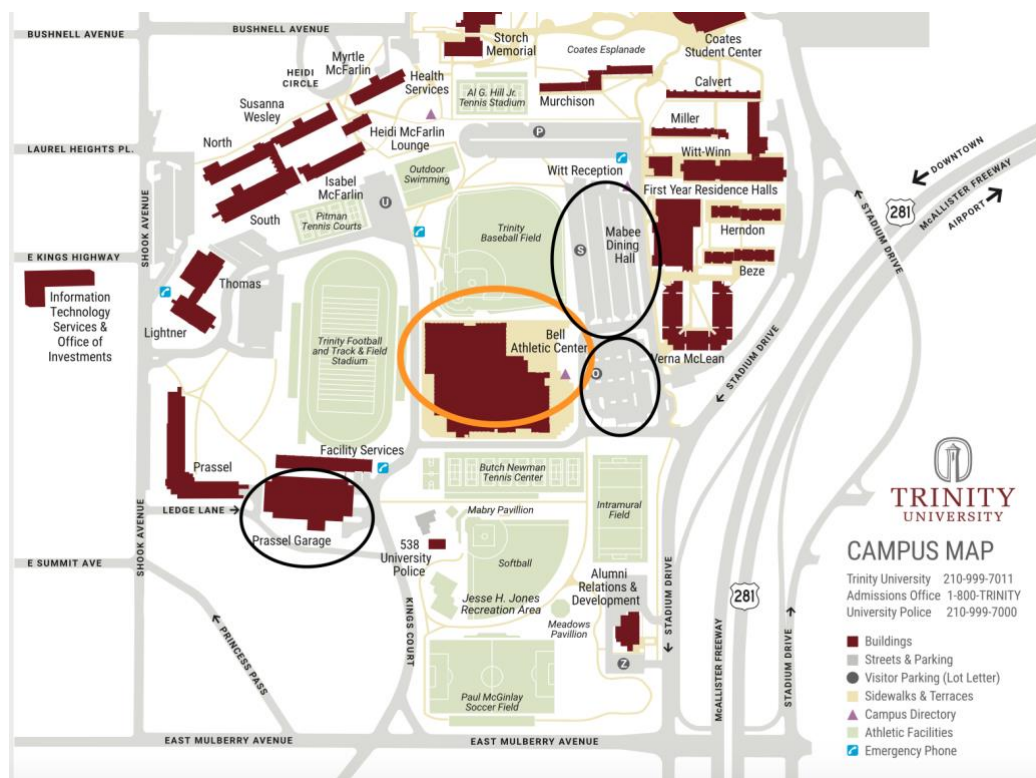 BUSHNELL AVENUE
BUSHNELL AVENUE
Storch
Memorial
Coates Esplanade
Coates
Student Center
Myrtle
McFarlin
HEIDI
CIRCLE
Health
Services
Al G. Hill Jr.
Tennis Stadium
Murchison
Calvert
Susanna
Wesley
North
Heidi McFarlin
Lounge
P
Miller
LAUREL HEIGHTS PL.
Witt-Winn
Witt Reception
First Year Residence Halls
Isabel
McFarlin
Outdoor
Swimming
South
Pitman
Tennis Courts
U
SHOOK AVENUE
Trinity
Baseball Field
S
Mabee
Dining
Hall
Herndon
Beze
DOWNTOWN
281
McALLISTER FREEWAY
AIRPORT
STADIUM DRIVE
E KINGS HIGHWAY
Information
Technology
Services &
Office of
Investments
Thomas
Lightner
Trinity Football
and Track & Field
Stadium
Bell
Athletic Center
O
Verna McLean
STADIUM DRIVE
Prassel
Facility Services
Butch Newman
Tennis Center
Intramural
Field
LEDGE LANE
Prassel Garage
Mabry Pavilion
538
University
Police
Softball
SHOOK AVENUE
E SUMMIT AVE
Jesse H. Jones
Recreation Area
Meadows
Pavilion
Alumni
Relations &
Development
KINGS COURT
PRINCESS PASS
STADIUM DRIVE
281
McALLISTER FREEWAY
STADIUM DRIVE
Z
Paul McGinlay
Soccer Field
EAST MULBERRY AVENUE
EAST MULBERRY AVENUE
TRINITY
UNIVERSITY
CAMPUS MAP
Trinity University 210-999-7011
Admissions Office 1-800-TRINITY
University Police 210-999-7000
Buildings
Streets & Parking
Visitor Parking (Lot Letter)
Sidewalks & Terraces
Campus Directory
Athletic Facilities
Emergency Phone